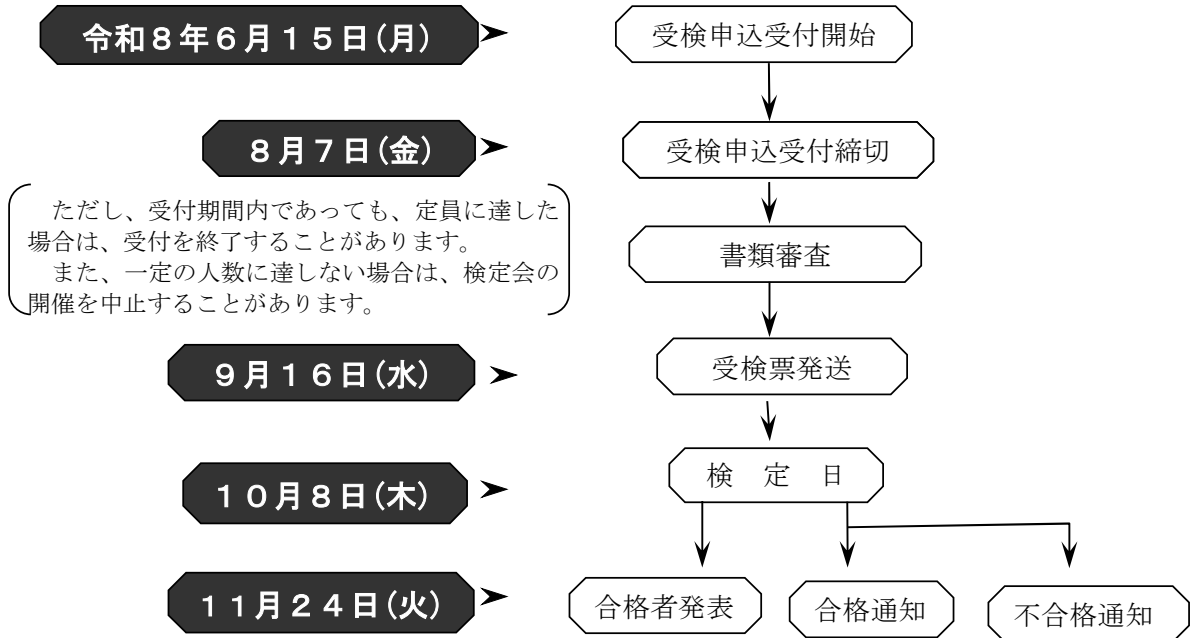 令和８年６月１５日（月）
受検申込受付開始
８月７日（金）
受検申込受付締切
ただし、受付期間内であっても、定員に達した
場合は、受付を終了することがあります。
また、一定の人数に達しない場合は、検定会の
開催を中止することがあります。
書類審査
９月１６日（水）
受検票発送
１０月８日（木）
検　定　日
１１月２４日（火）
合格者発表
合格通知
不合格通知